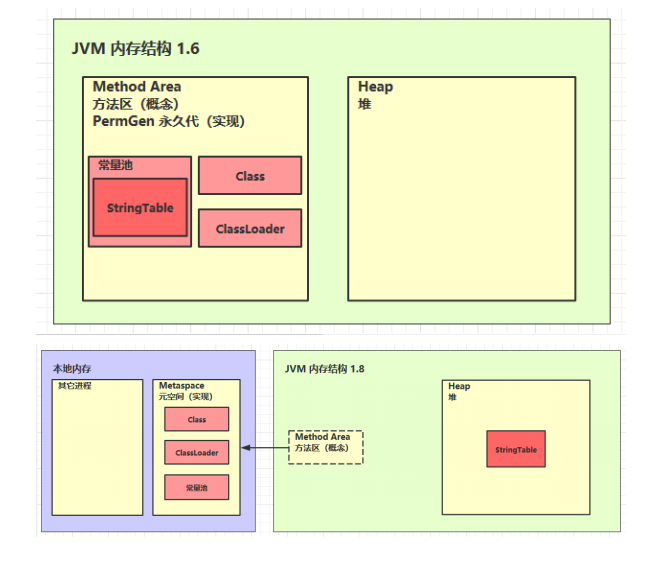 JVM 内存结构 1.6
Method Area
方法区（概念）
PermGen 永久代（实现）
常量池
StringTable
Class
ClassLoader
Heap
堆
本地内存
其它进程
Metaspace
元空间（实现）
Class
ClassLoader
常量池
JVM 内存结构 1.8
Method Area
方法区（概念）
Heap
堆
StringTable